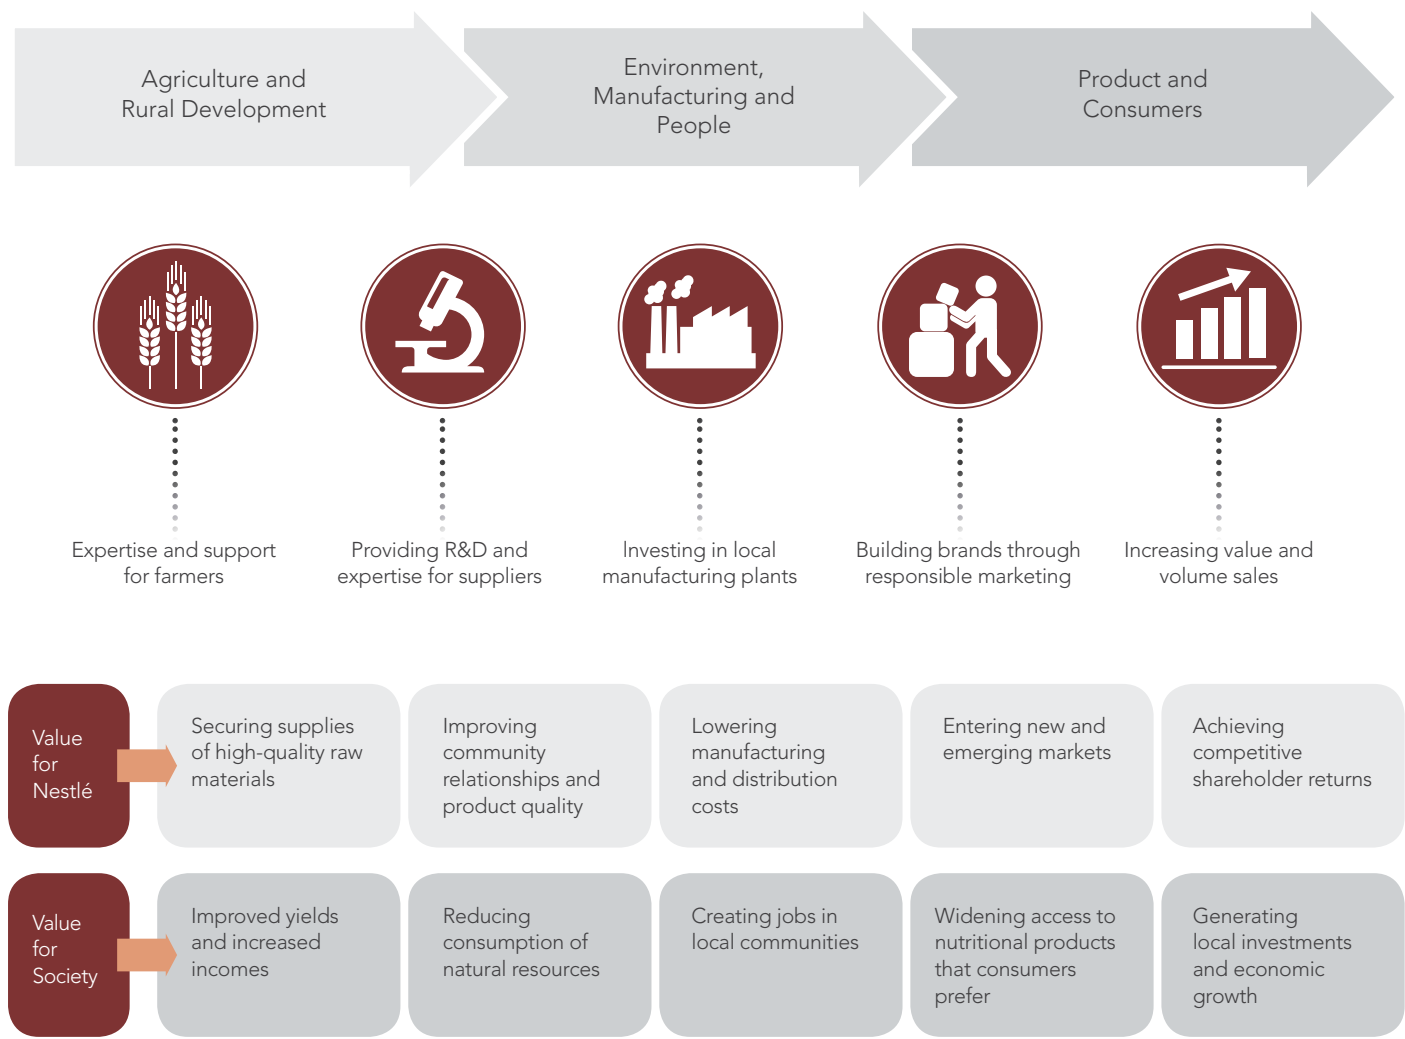 Agriculture and
Rural Development
Environment,
Manufacturing and
People
Product and
Consumers
Expertise and support
for farmers
Providing R&D and
expertise for suppliers
Investing in local
manufacturing plants
Building brands through
responsible marketing
Increasing value and
volume sales
Value
for
Nestlé
Securing supplies
of high-quality raw
materials
Improving
community
relationships and
product quality
Lowering
manufacturing
and distribution
costs
Entering new and
emerging markets
Achieving
competitive
shareholder returns
Value
for
Society
Improved yields
and increased
incomes
Reducing
consumption of
natural resources
Creating jobs in
local communities
Widening access to
nutritional products
that consumers
prefer
Generating
local investments
and economic
growth